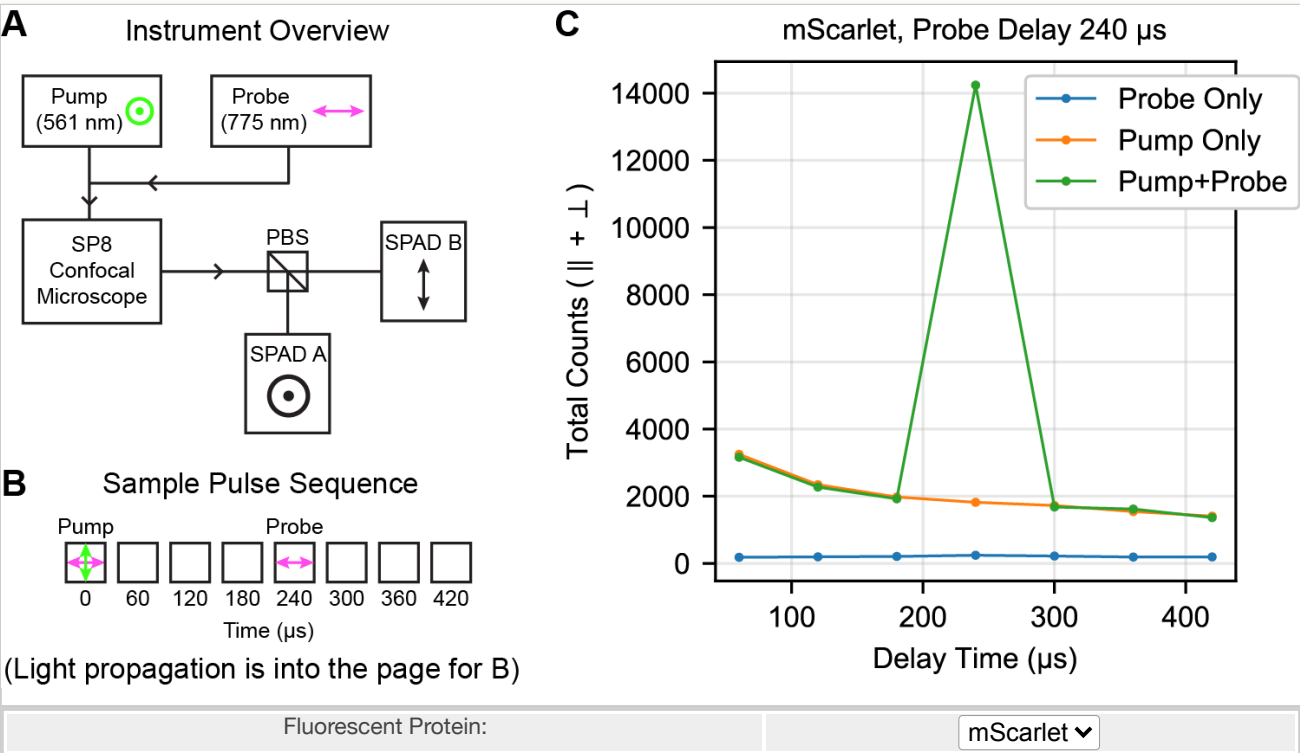 A
Instrument Overview
Pump
(561 nm)
Probe
(775 nm)
SP8
Confocal
Microscope
PBS
SPAD B
SPAD A
B
Sample Pulse Sequence
Pump
Probe
0 60 120 180 240 300 360 420
Time (µs)
(Light propagation is into the page for B)
C
mScarlet, Probe Delay 240 µs
Total Counts ( || + ⊥ )
14000
12000
10000
8000
6000
4000
2000
0
100 200 300 400
Delay Time (µs)
Probe Only
Pump Only
Pump+Probe
Fluorescent Protein:
mScarlet